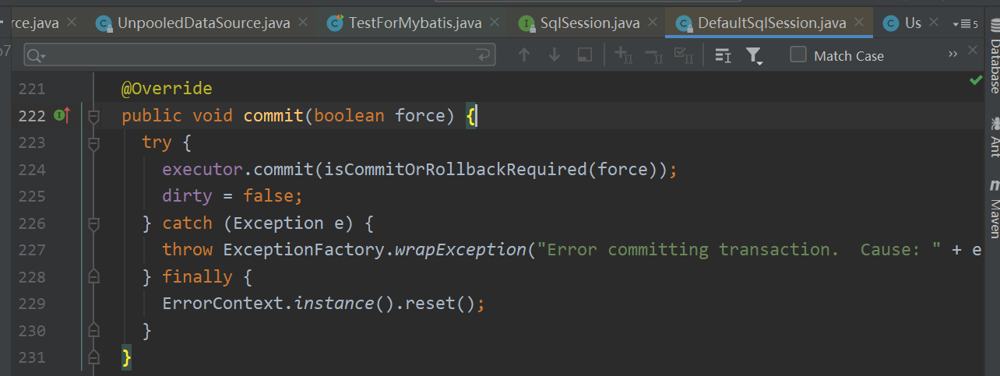 rce.java UnpooledDataSource.java TestForMybatis.java SqlSession.java DefaultSqlSession.java Us 5
Match Case
Database
Ant
Maven
221 @Override
222 public void commit(boolean force) {
223 try {
224 executor.commit(isCommitOrRollbackRequired(force));
225 dirty = false;
226 } catch (Exception e) {
227 throw ExceptionFactory.wrapException("Error committing transaction.  Cause: " + e
228 } finally {
229 ErrorContext.instance().reset();
230 }
231 }